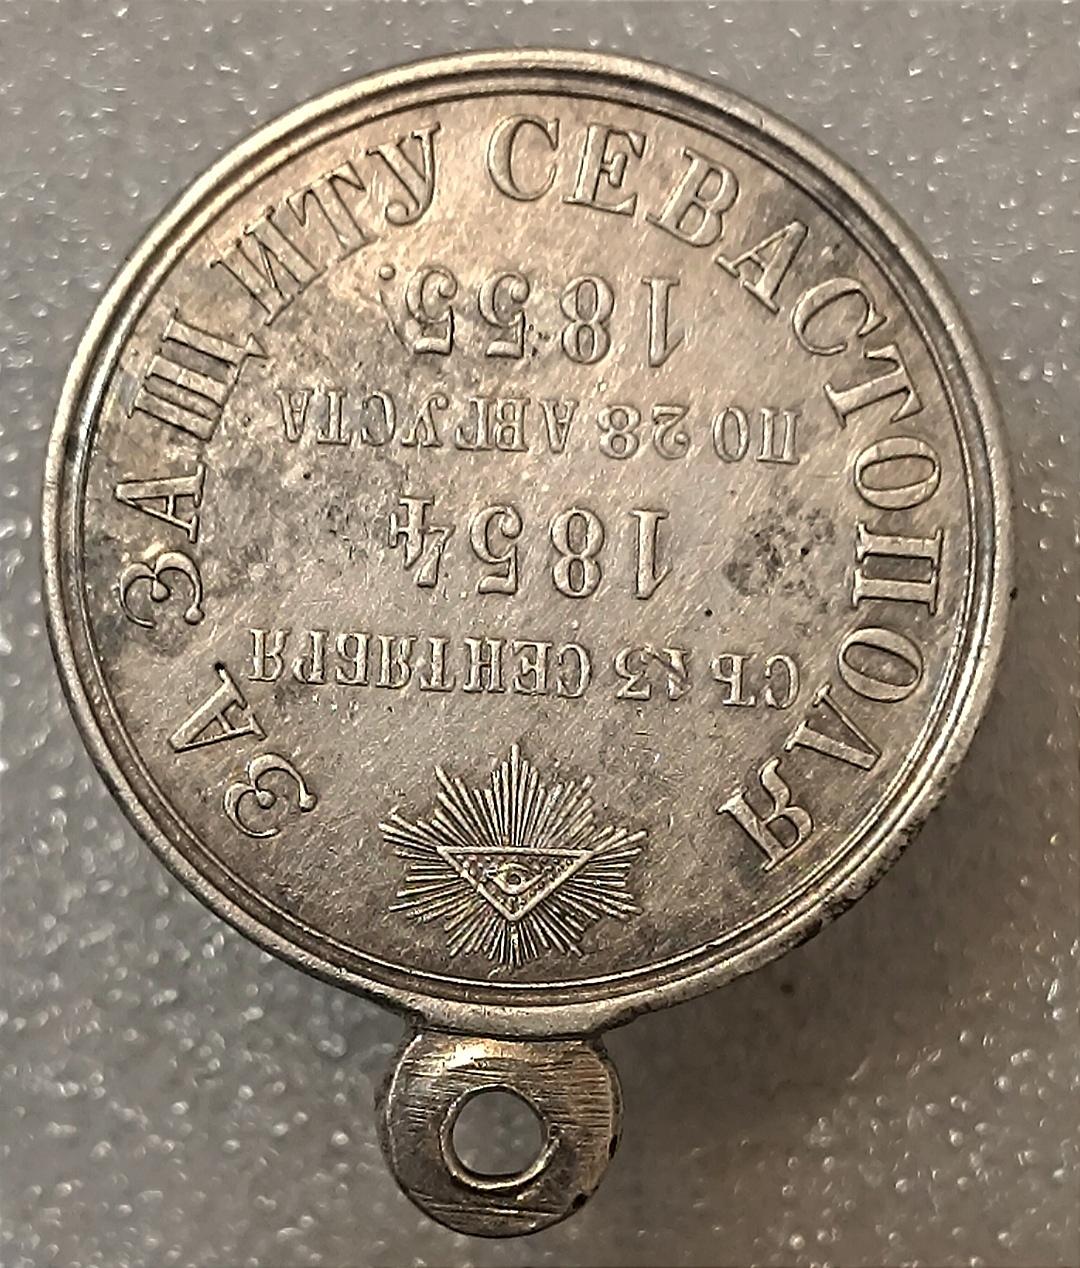 СЪ 13 СЕНТЯБРЯ
1854
ПО 28 АВГУСТА
1855.
ЗА ЗАЩИТУ СЕВАСТОПОЛЯ